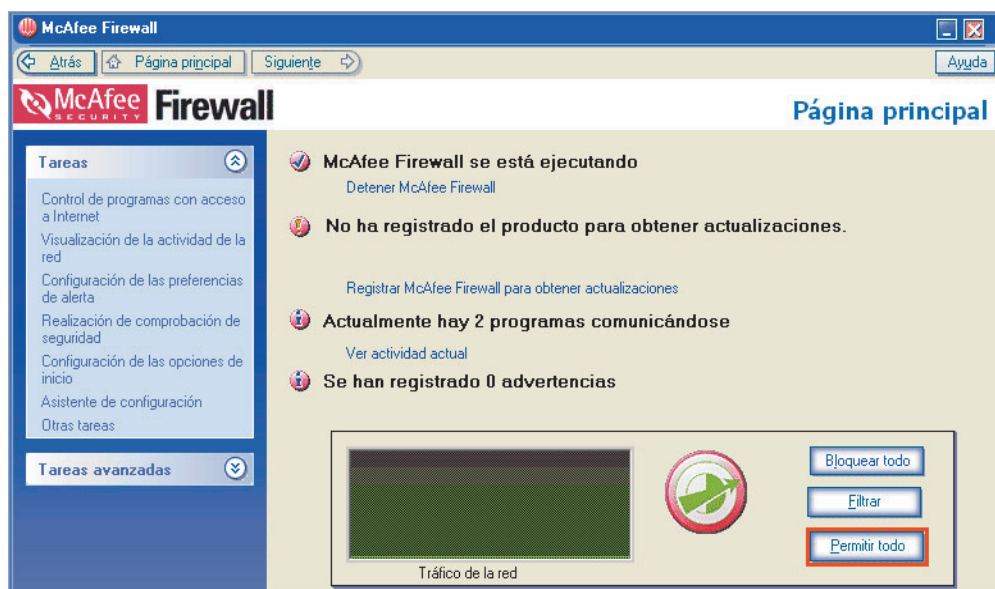 McAfee Firewall
Atrás
Página principal
Siguiente
Ayuda
McAfee
SECURITY
Firewall
Página principal
Tareas
Control de programas con acceso
a Internet
Visualización de la actividad de la
red
Configuración de las preferencias
de alerta
Realización de comprobación de
seguridad
Configuración de las opciones de
inicio
Asistente de configuración
Otras tareas
Tareas avanzadas
McAfee Firewall se está ejecutando
Detener McAfee Firewall
No ha registrado el producto para obtener actualizaciones.
Registrar McAfee Firewall para obtener actualizaciones
Actualmente hay 2 programas comunicándose
Ver actividad actual
Se han registrado 0 advertencias
Tráfico de la red
Bloquear todo
Filtrar
Permitir todo